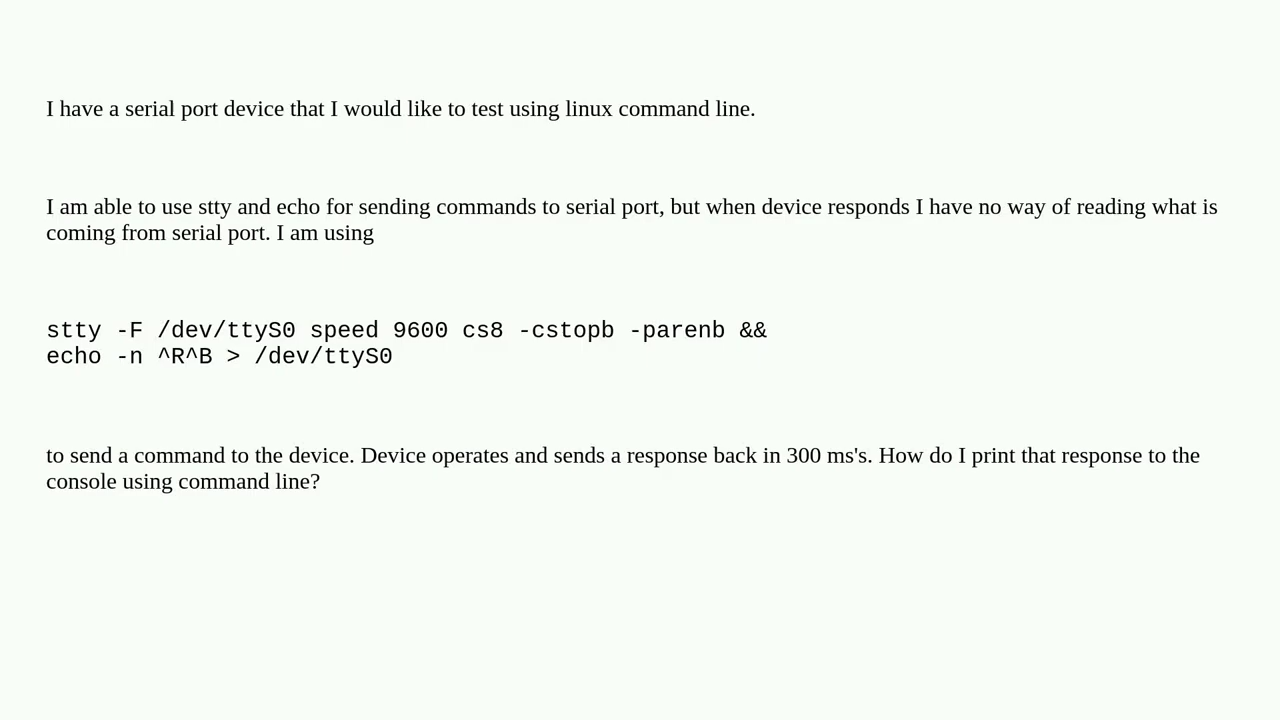 I have a serial port device that I would like to test using linux command line.
I am able to use stty and echo for sending commands to serial port, but when device responds I have no way of reading what is
coming from serial port. I am using
stty -F /dev/ttyS0 speed 9600 cs8 -cstopb -parenb &&
echo -n ^R^B > /dev/ttyS0
to send a command to the device. Device operates and sends a response back in 300 ms's. How do I print that response to the
console using command line?